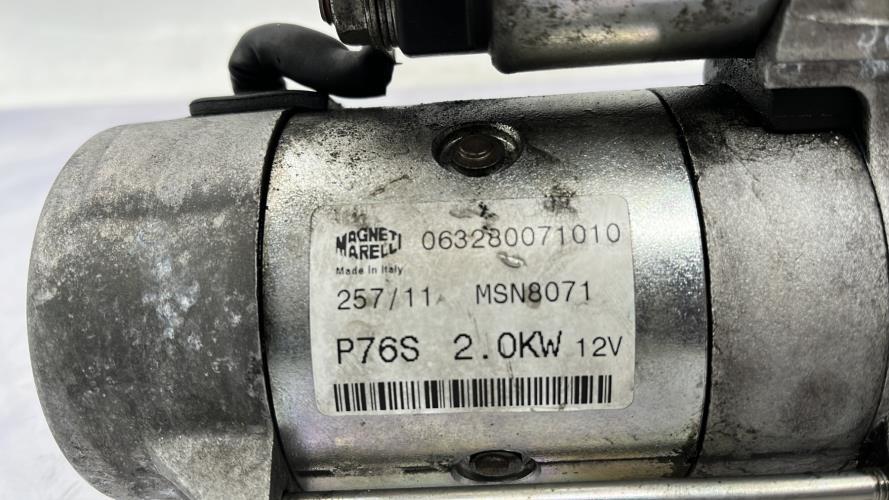 MAGNETI MARELLI 063280071010
Made in Italy
257/11 MSN8071
P76S 2.0KW 12V